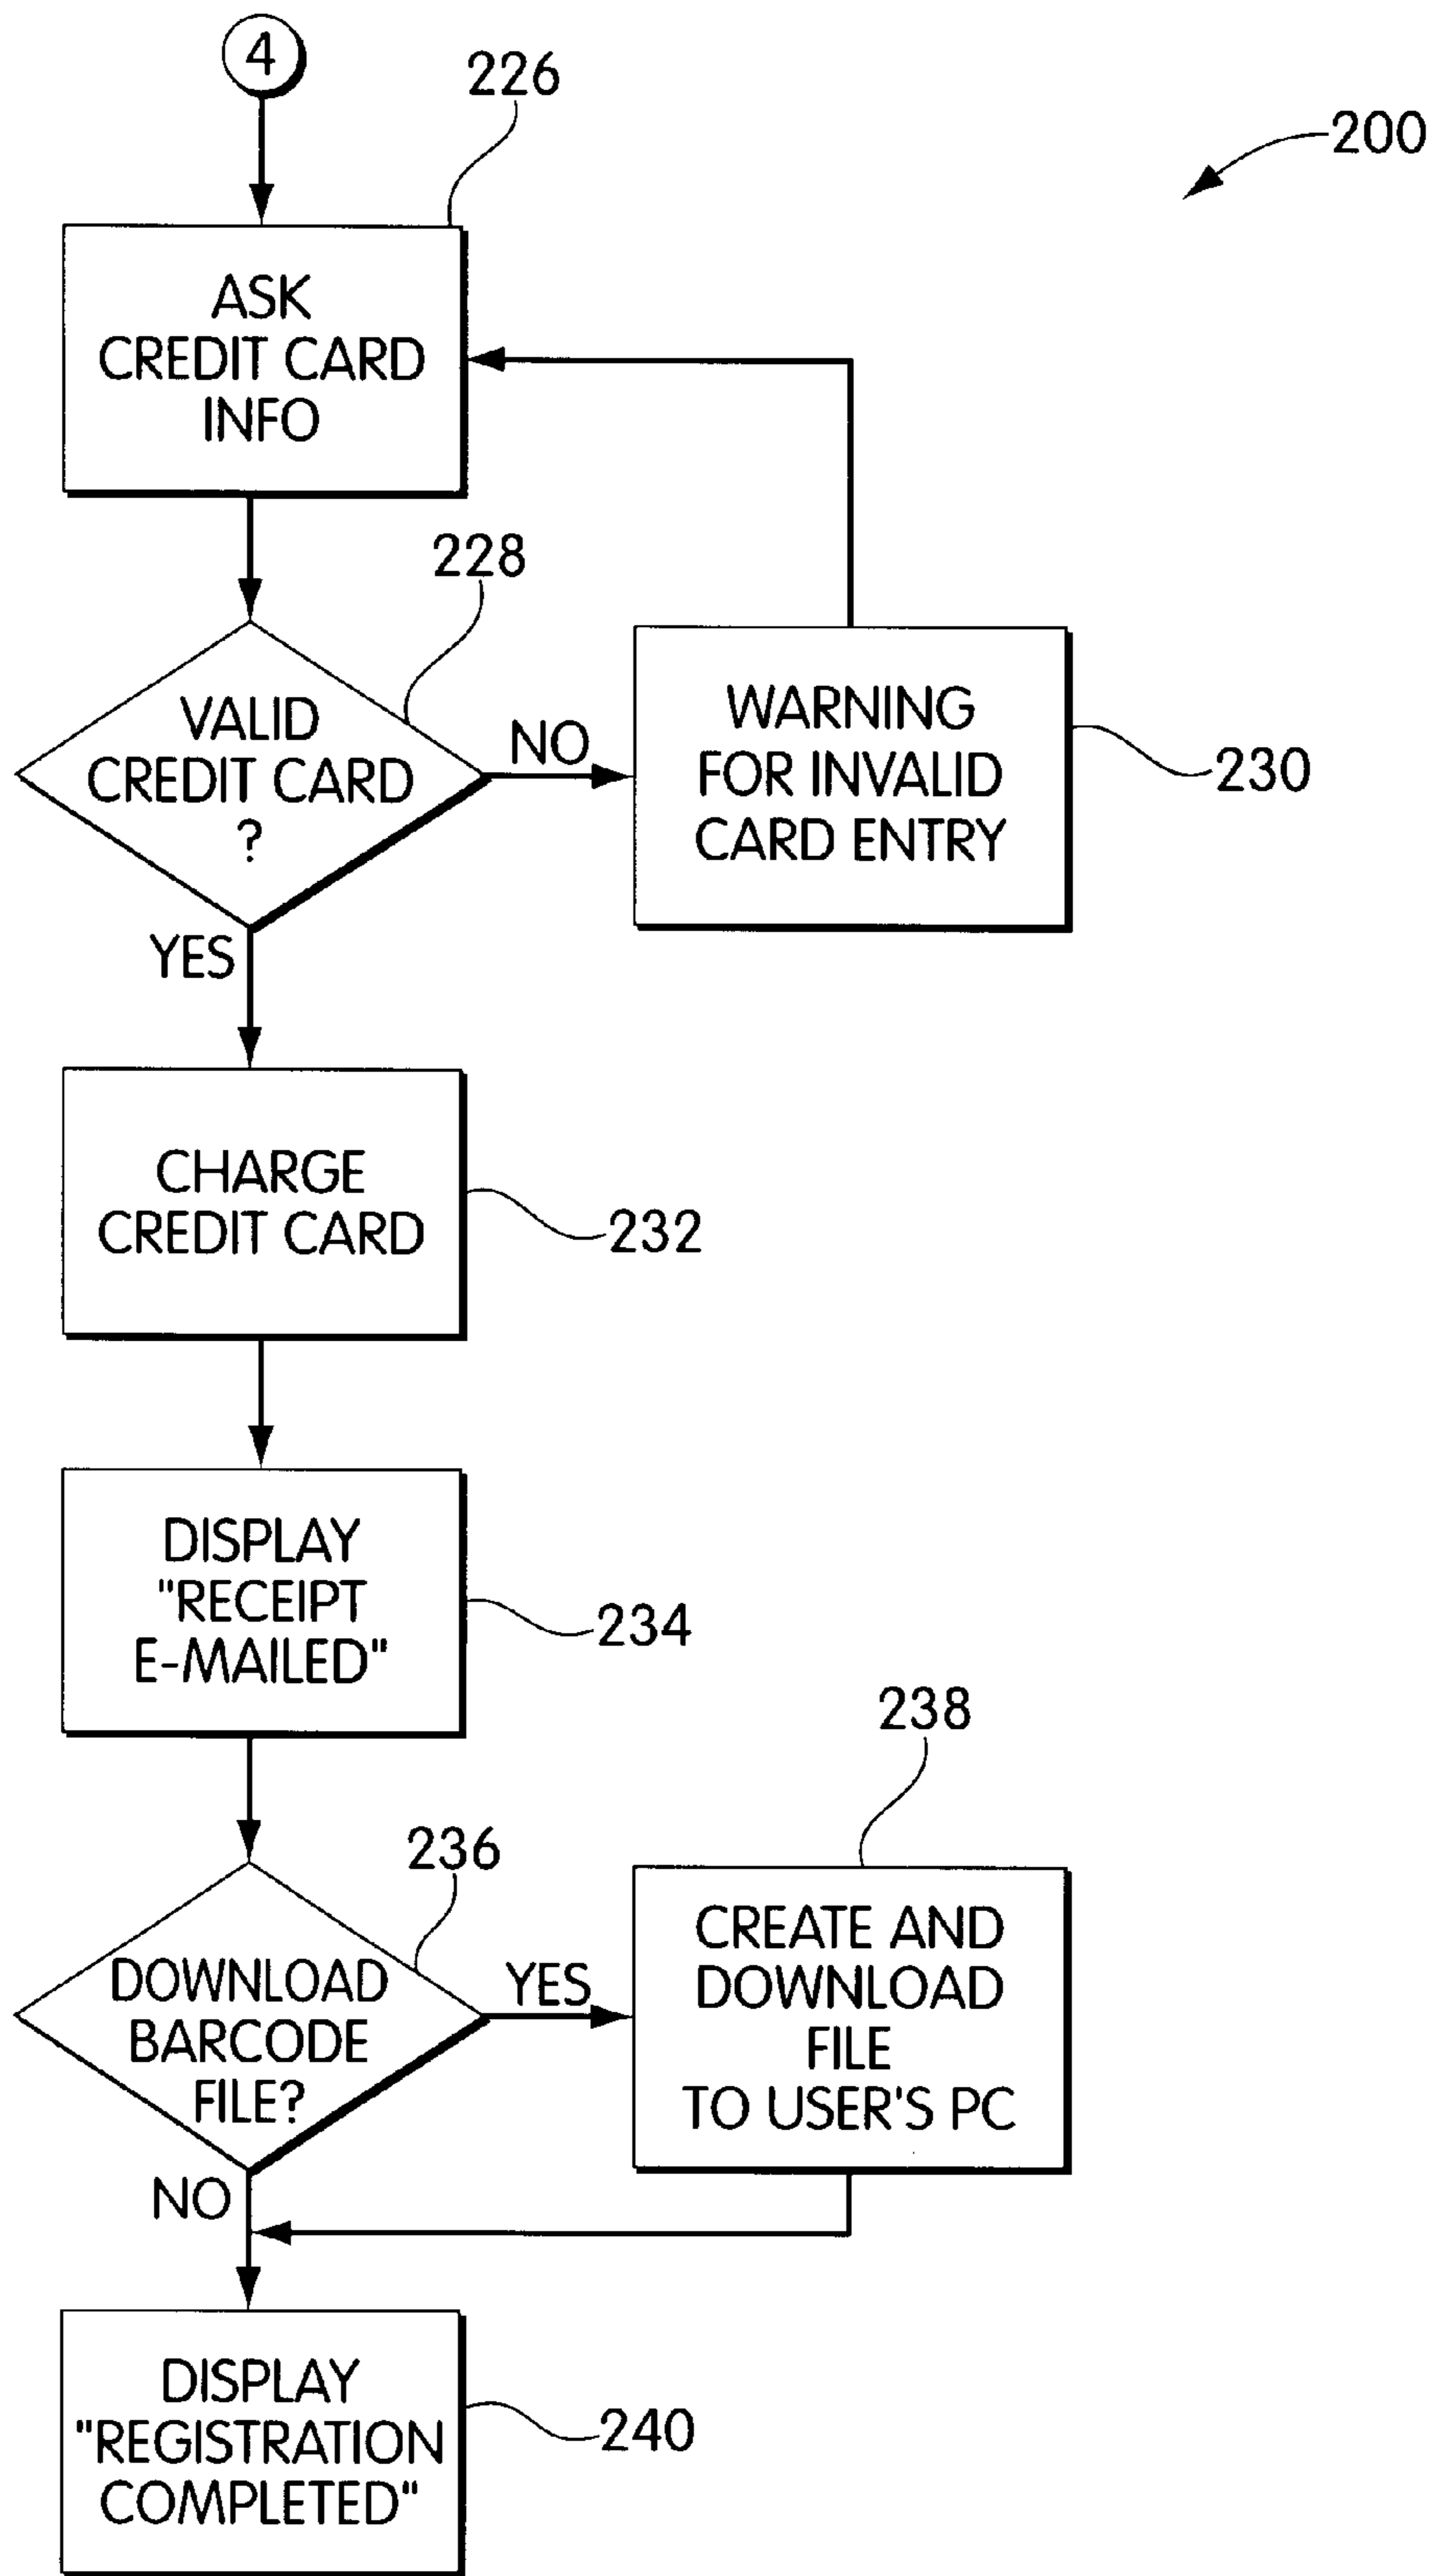 4
226
200
ASK
CREDIT CARD
INFO
228
VALID
CREDIT CARD
?
NO
WARNING
FOR INVALID
CARD ENTRY
230
YES
CHARGE
CREDIT CARD
232
DISPLAY
"RECEIPT
E-MAILED"
234
238
236
DOWNLOAD
BARCODE
FILE?
YES
CREATE AND
DOWNLOAD
FILE
TO USER'S PC
NO
DISPLAY
"REGISTRATION
COMPLETED"
240